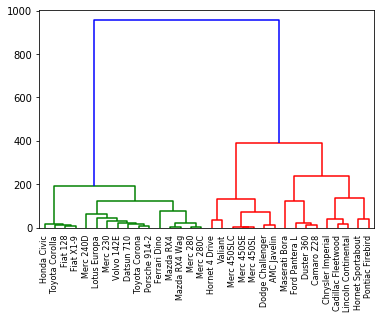 1000
800
600
400
200
0
Honda Civic
Toyota Corolla
Fiat 128
Fiat X1-9
Merc 240D
Lotus Europa
Merc 230
Volvo 142E
Datsun 710
Toyota Corona
Porsche 914-2
Ferrari Dino
Mazda RX4
Mazda RX4 Wag
Merc 280
Merc 280C
Hornet 4 Drive
Valiant
Merc 450SLC
Merc 450SE
Merc 450SL
Dodge Challenger
AMC Javelin
Maserati Bora
Ford Pantera L
Duster 360
Camaro Z28
Chrysler Imperial
Cadillac Fleetwood
Lincoln Continental
Hornet Sportabout
Pontiac Firebird